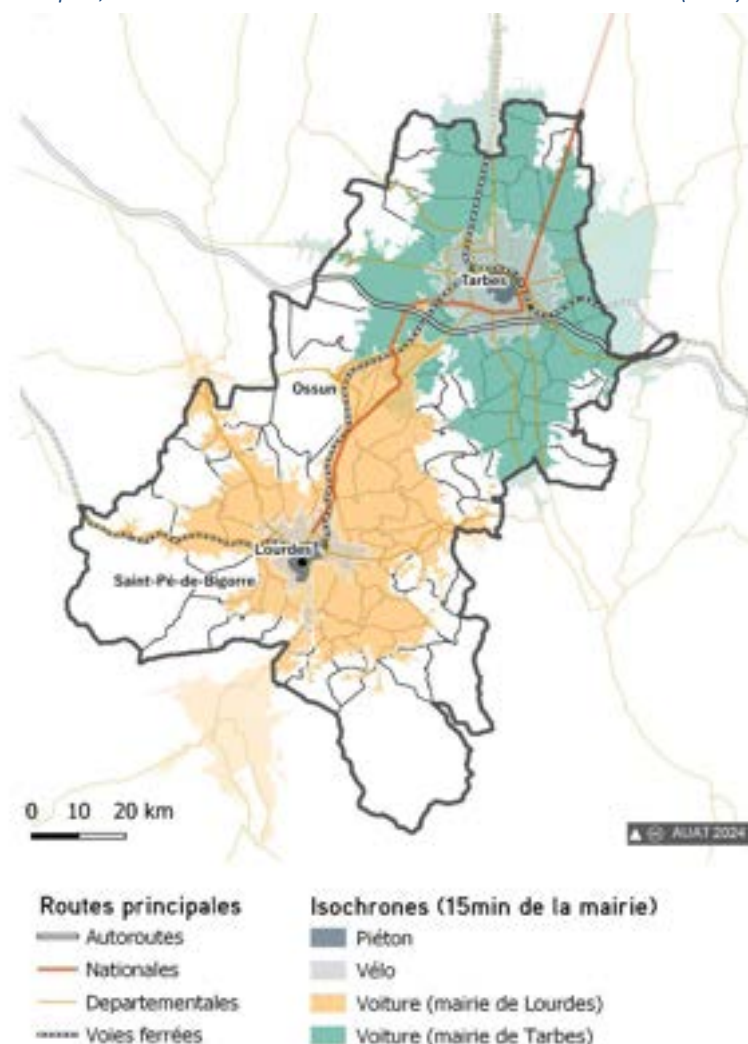 Tarbes
Ossun
Lourdes
Saint-Pé-de-Bigorre
0 10 20 km
AUAT 2024
Routes principales
Autoroutes
Nationales
Departementales
Voies ferrées
Isochrones (15min de la mairie)
Piéton
Vélo
Voiture (mairie de Lourdes)
Voiture (mairie de Tarbes)